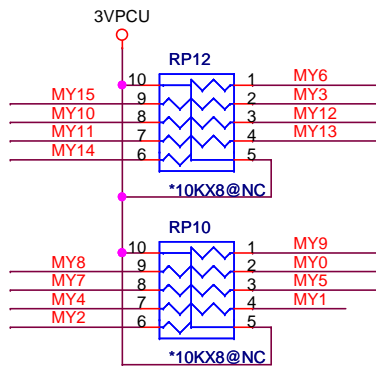 3VPCU
RP12
10 1 MY6
MY15 9 2 MY3
MY10 8 3 MY12
MY11 7 4 MY13
MY14 6 5
*10KX8@NC
RP10
10 1 MY9
MY8 9 2 MY0
MY7 8 3 MY5
MY4 7 4 MY1
MY2 6 5
*10KX8@NC